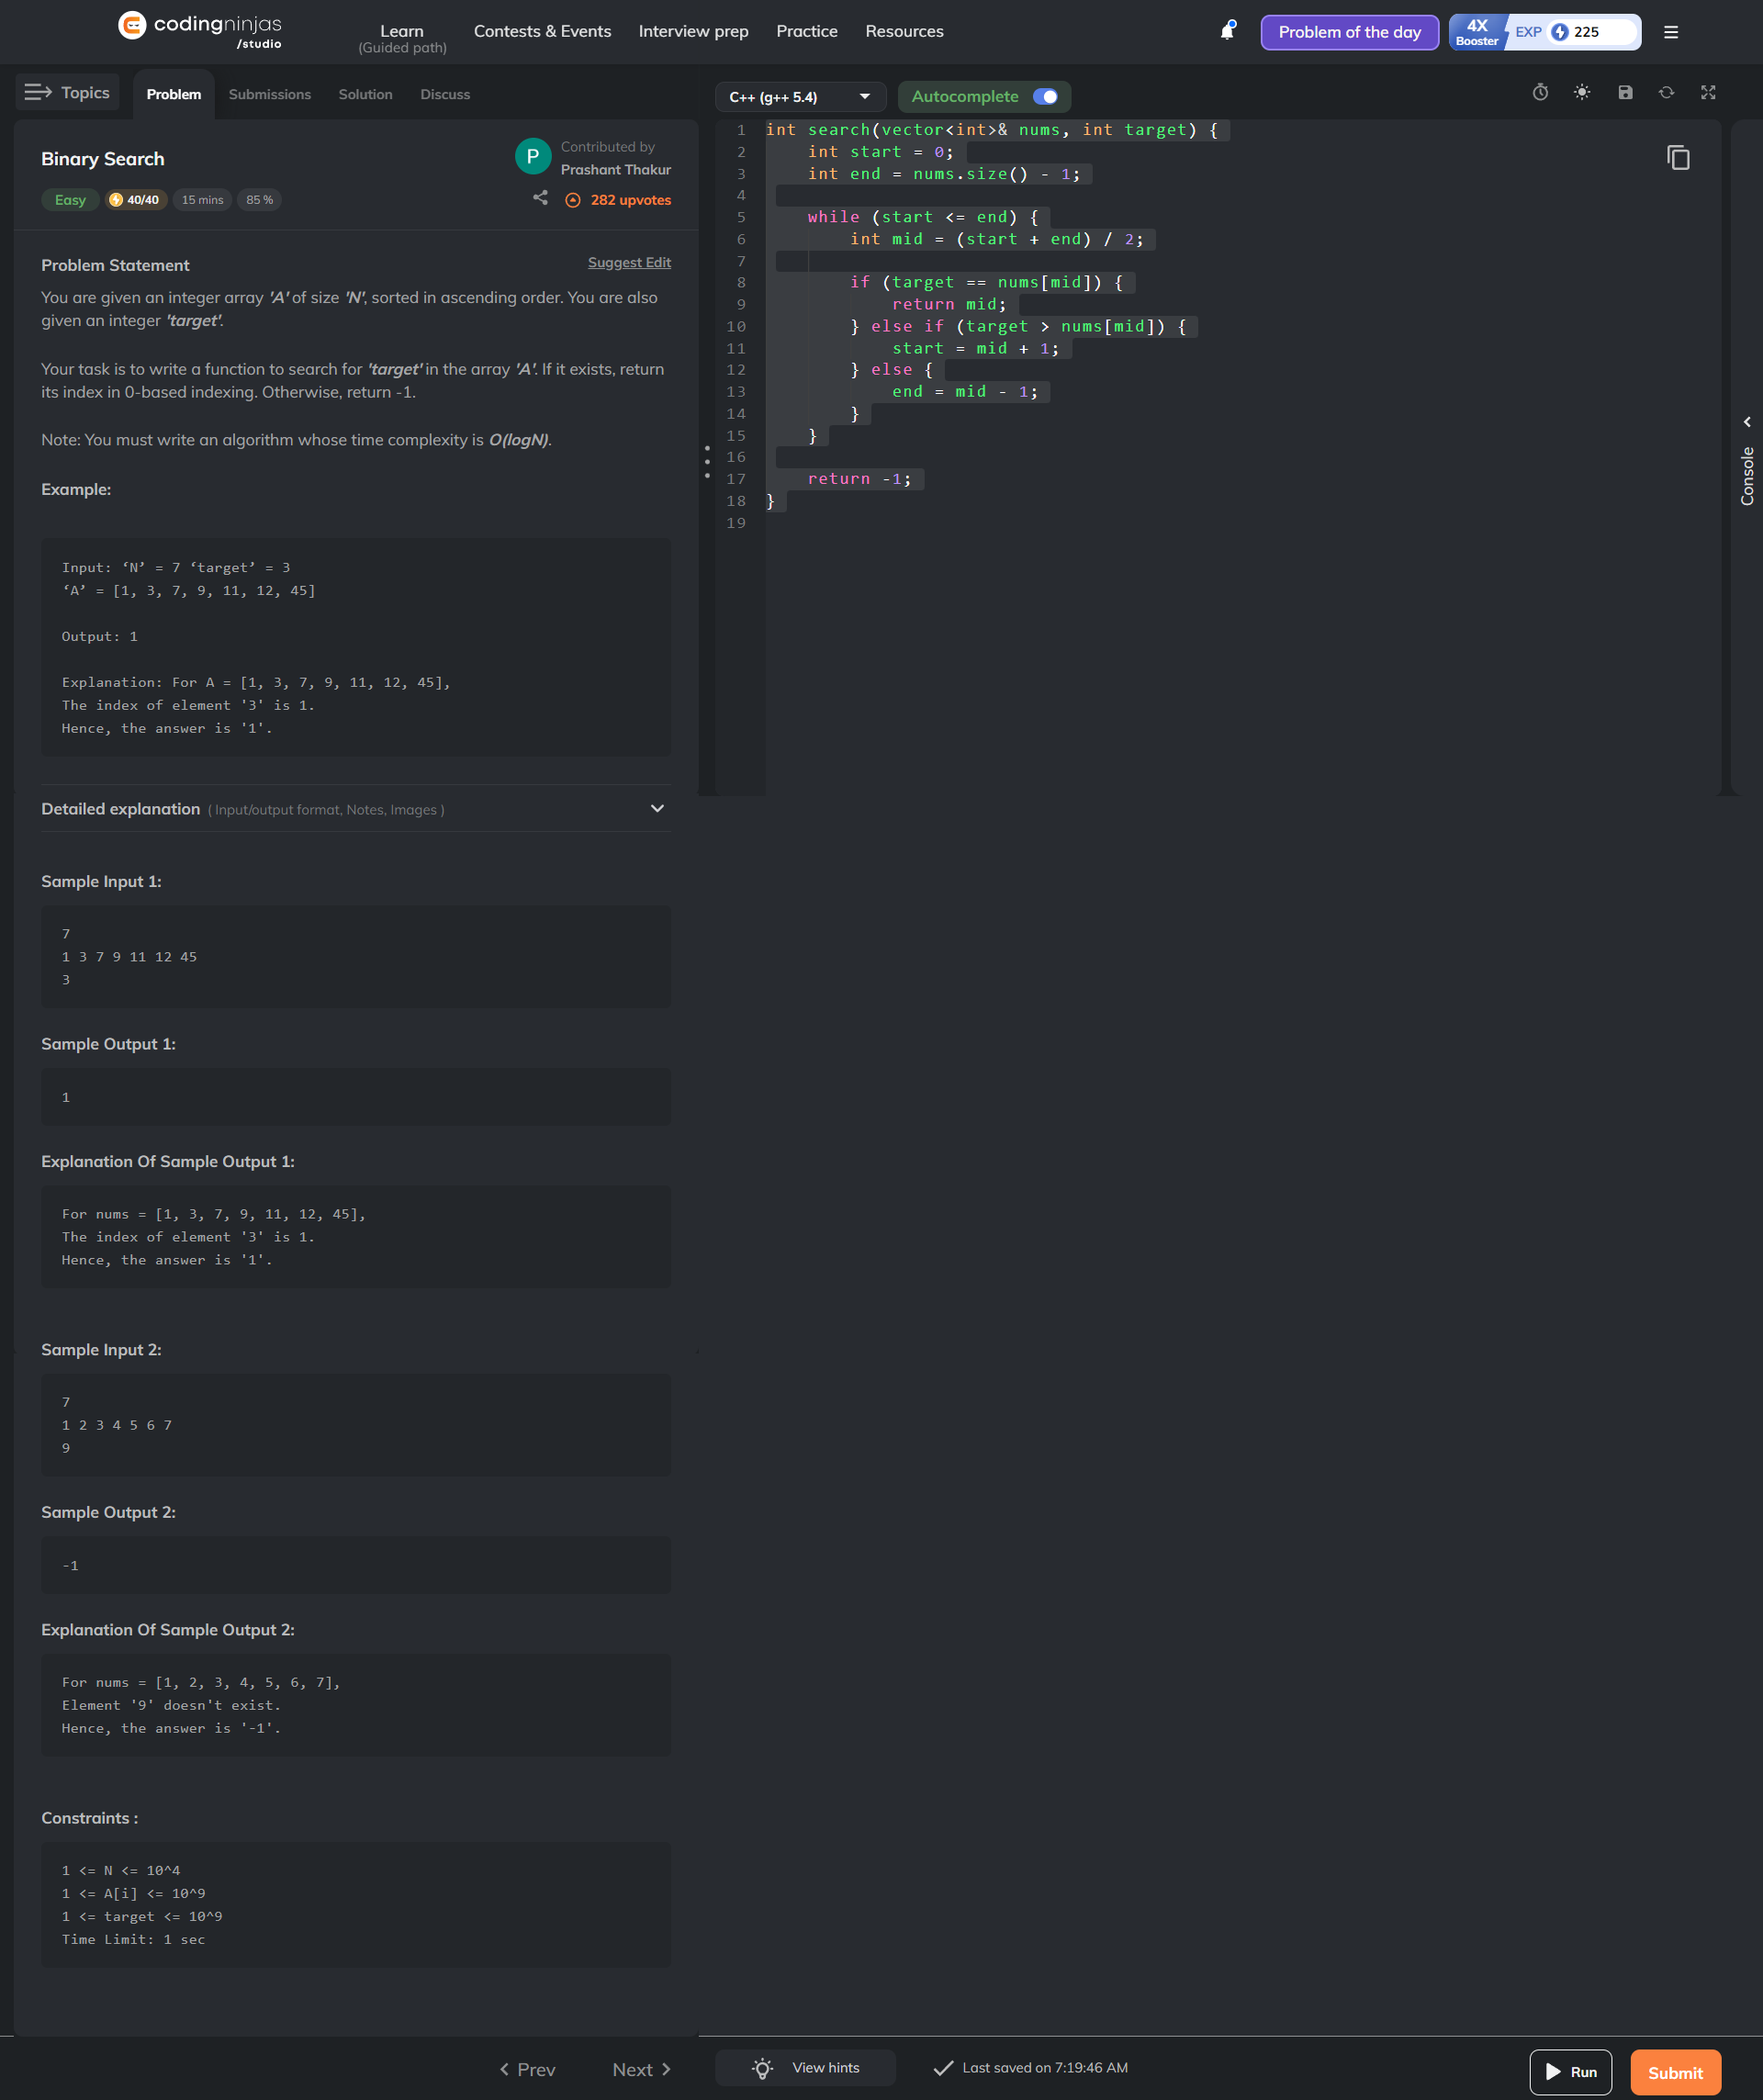 codingninjas
/studio
Learn
(Guided path)
Contests & Events
Interview prep
Practice
Resources
Problem of the day
4X
Booster
EXP
225
Topics
Problem
Submissions
Solution
Discuss
Binary Search
P
Contributed by
Prashant Thakur
Easy
40/40
15 mins
85 %
282 upvotes
Problem Statement
Suggest Edit
You are given an integer array 'A' of size 'N', sorted in ascending order. You are also
given an integer 'target'.
Your task is to write a function to search for 'target' in the array 'A'. If it exists, return
its index in 0-based indexing. Otherwise, return -1.
Note: You must write an algorithm whose time complexity is O(logN).
Example:
Input: ‘N’ = 7 ‘target’ = 3
‘A’ = [1, 3, 7, 9, 11, 12, 45]
Output: 1
Explanation: For A = [1, 3, 7, 9, 11, 12, 45],
The index of element '3' is 1.
Hence, the answer is '1'.
Detailed explanation ( Input/output format, Notes, Images )
Sample Input 1:
7
1 3 7 9 11 12 45
3
Sample Output 1:
1
Explanation Of Sample Output 1:
For nums = [1, 3, 7, 9, 11, 12, 45],
The index of element '3' is 1.
Hence, the answer is '1'.
Sample Input 2:
7
1 2 3 4 5 6 7
9
Sample Output 2:
-1
Explanation Of Sample Output 2:
For nums = [1, 2, 3, 4, 5, 6, 7],
Element '9' doesn't exist.
Hence, the answer is '-1'.
Constraints :
1 <= N <= 10^4
1 <= A[i] <= 10^9
1 <= target <= 10^9
Time Limit: 1 sec
Prev
Next
C++ (g++ 5.4)
Autocomplete
1 int search(vector<int>& nums, int target) {
2     int start = 0;
3     int end = nums.size() - 1;
4
5     while (start <= end) {
6         int mid = (start + end) / 2;
7
8         if (target == nums[mid]) {
9             return mid;
10         } else if (target > nums[mid]) {
11             start = mid + 1;
12         } else {
13             end = mid - 1;
14         }
15     }
16
17     return -1;
18 }
19
Console
View hints
Last saved on 7:19:46 AM
Run
Submit